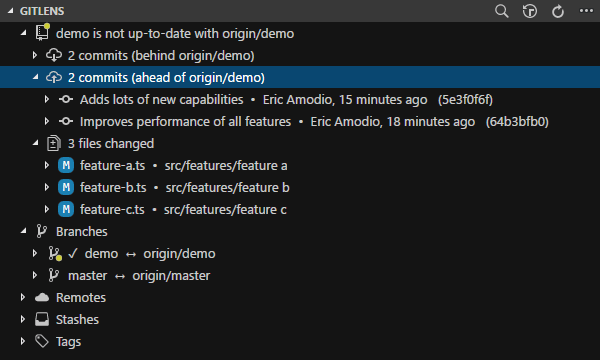 GITLENS
demo is not up-to-date with origin/demo
2 commits (behind origin/demo)
2 commits (ahead of origin/demo)
Adds lots of new capabilities • Eric Amodio, 15 minutes ago (5e3f0f6f)
Improves performance of all features • Eric Amodio, 18 minutes ago (64b3bfb0)
3 files changed
M feature-a.ts • src/features/feature a
M feature-b.ts • src/features/feature b
M feature-c.ts • src/features/feature c
Branches
✓ demo ↔ origin/demo
master ↔ origin/master
Remotes
Stashes
Tags